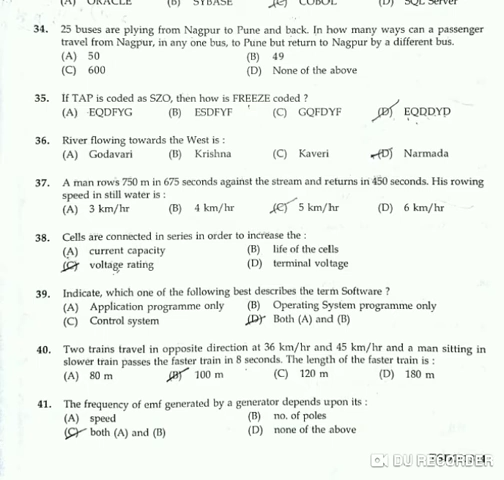 (A) ORACLE (B) SYBASE (C) COBOL (D) SQL Server
34. 25 buses are plying from Nagpur to Pune and back. In how many ways can a passenger
travel from Nagpur, in any one bus, to Pune but return to Nagpur by a different bus.
(A) 50 (B) 49
(C) 600 (D) None of the above
35. If TAP is coded as SZO, then how is FREEZE coded ?
(A) EQDFYG (B) ESDFYF (C) GQFDYF (D) EQDDYD
36. River flowing towards the West is :
(A) Godavari (B) Krishna (C) Kaveri (D) Narmada
37. A man rows 750 m in 675 seconds against the stream and returns in 450 seconds. His rowing
speed in still water is :
(A) 3 km/hr (B) 4 km/hr (C) 5 km/hr (D) 6 km/hr
38. Cells are connected in series in order to increase the :
(A) current capacity (B) life of the cells
(C) voltage rating (D) terminal voltage
39. Indicate, which one of the following best describes the term Software ?
(A) Application programme only (B) Operating System programme only
(C) Control system (D) Both (A) and (B)
40. Two trains travel in opposite direction at 36 km/hr and 45 km/hr and a man sitting in
slower train passes the faster train in 8 seconds. The length of the faster train is :
(A) 80 m (B) 100 m (C) 120 m (D) 180 m
41. The frequency of emf generated by a generator depends upon its :
(A) speed (B) no. of poles
(C) both (A) and (B) (D) none of the above
DU RECORDER